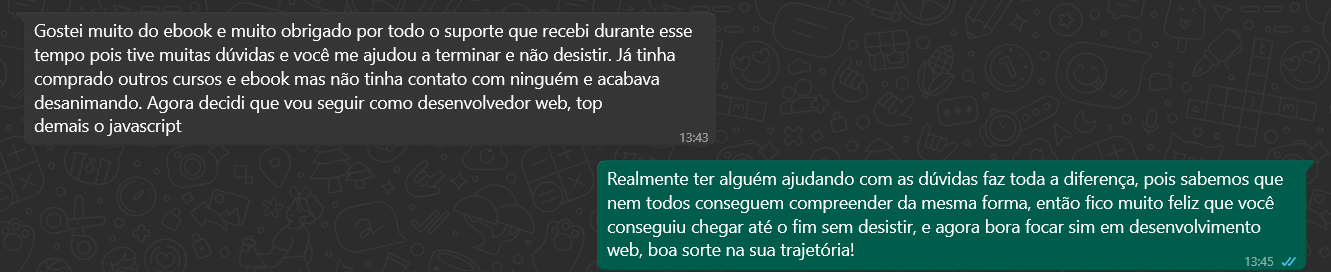 Gostei muito do ebook e muito obrigado por todo o suporte que recebi durante esse
tempo pois tive muitas dúvidas e você me ajudou a terminar e não desistir. Já tinha
comprado outros cursos e ebook mas não tinha contato com ninguém e acabava
desanimando. Agora decidi que vou seguir como desenvolvedor web, top
demais o javascript
13:43
Realmente ter alguém ajudando com as dúvidas faz toda a diferença, pois sabemos que
nem todos conseguem compreender da mesma forma, então fico muito feliz que você
conseguiu chegar até o fim sem desistir, e agora bora focar sim em desenvolvimento
web, boa sorte na sua trajetória!
13:45